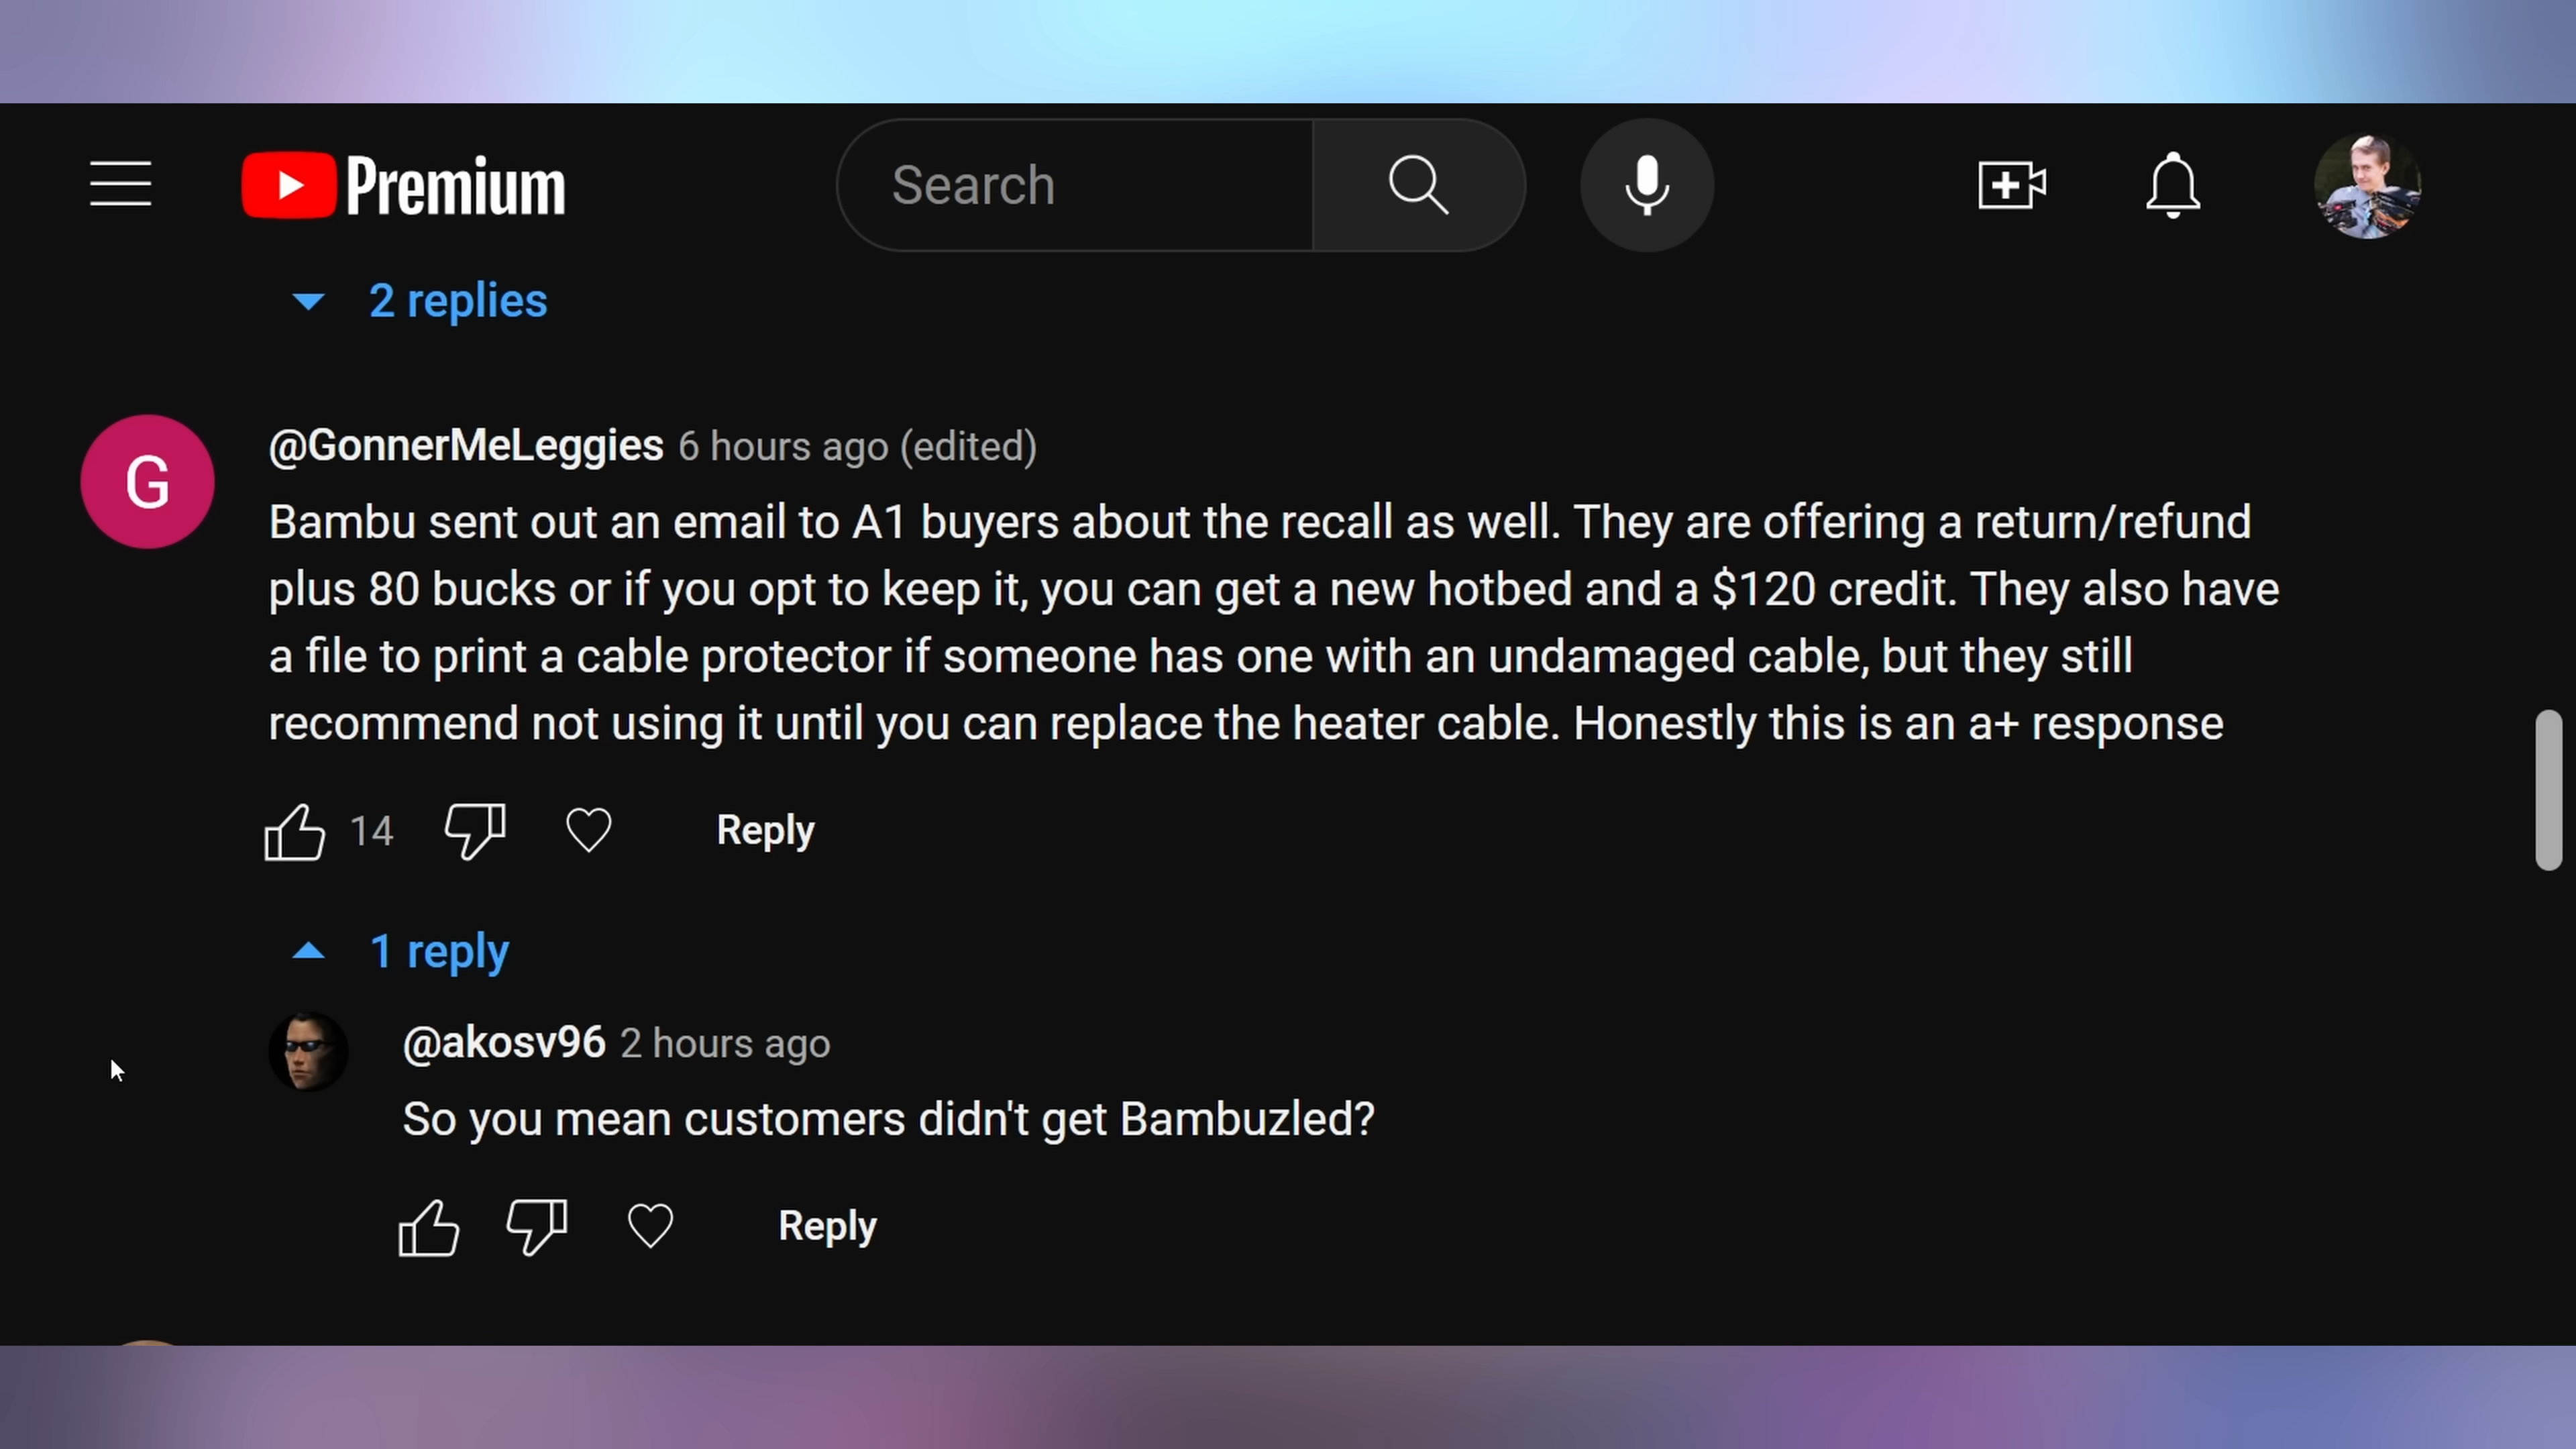 Premium
Search
2 replies
G
@GonnerMeLeggies 6 hours ago (edited)
Bambu sent out an email to A1 buyers about the recall as well. They are offering a return/refund
plus 80 bucks or if you opt to keep it, you can get a new hotbed and a $120 credit. They also have
a file to print a cable protector if someone has one with an undamaged cable, but they still
recommend not using it until you can replace the heater cable. Honestly this is an a+ response
14
Reply
1 reply
@akosv96 2 hours ago
So you mean customers didn't get Bambuzled?
Reply